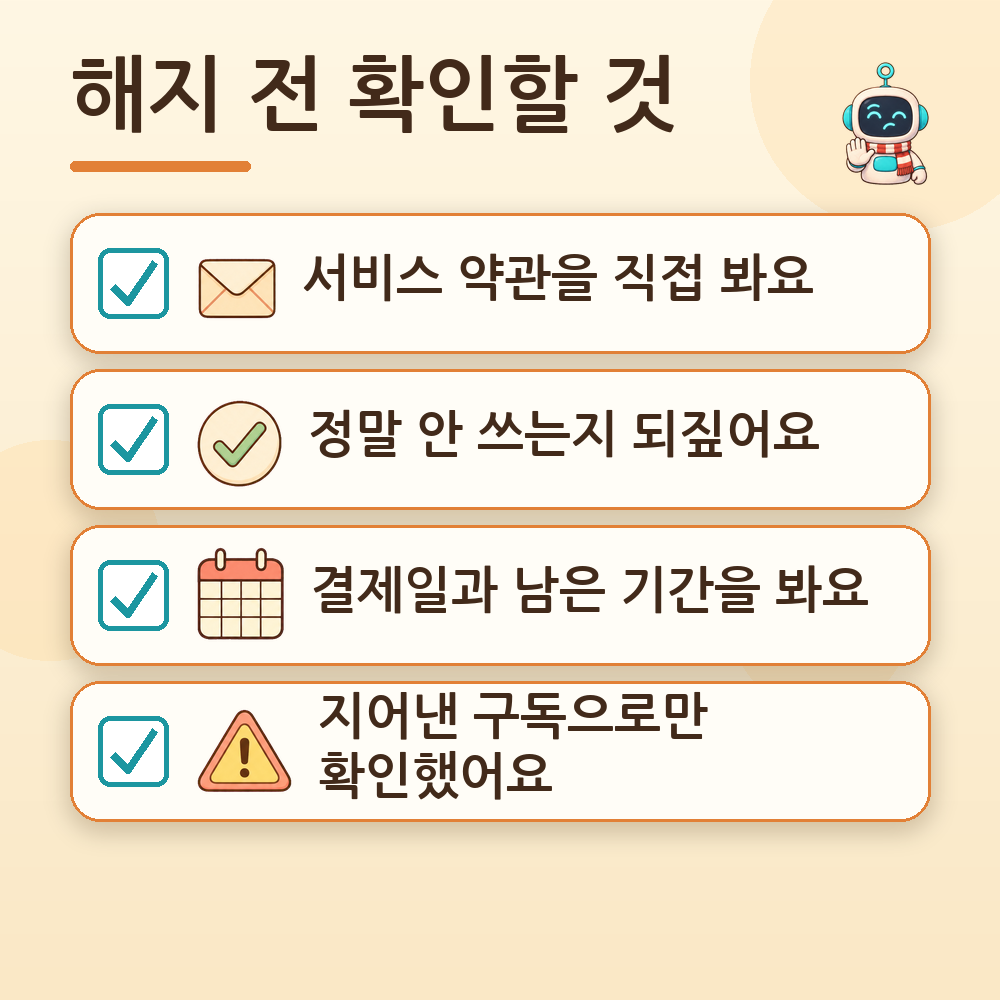 해지 전 확인할 것
서비스 약관을 직접 봐요
정말 안 쓰는지 되짚어요
결제일과 남은 기간을 봐요
지어낸 구독으로만
확인했어요